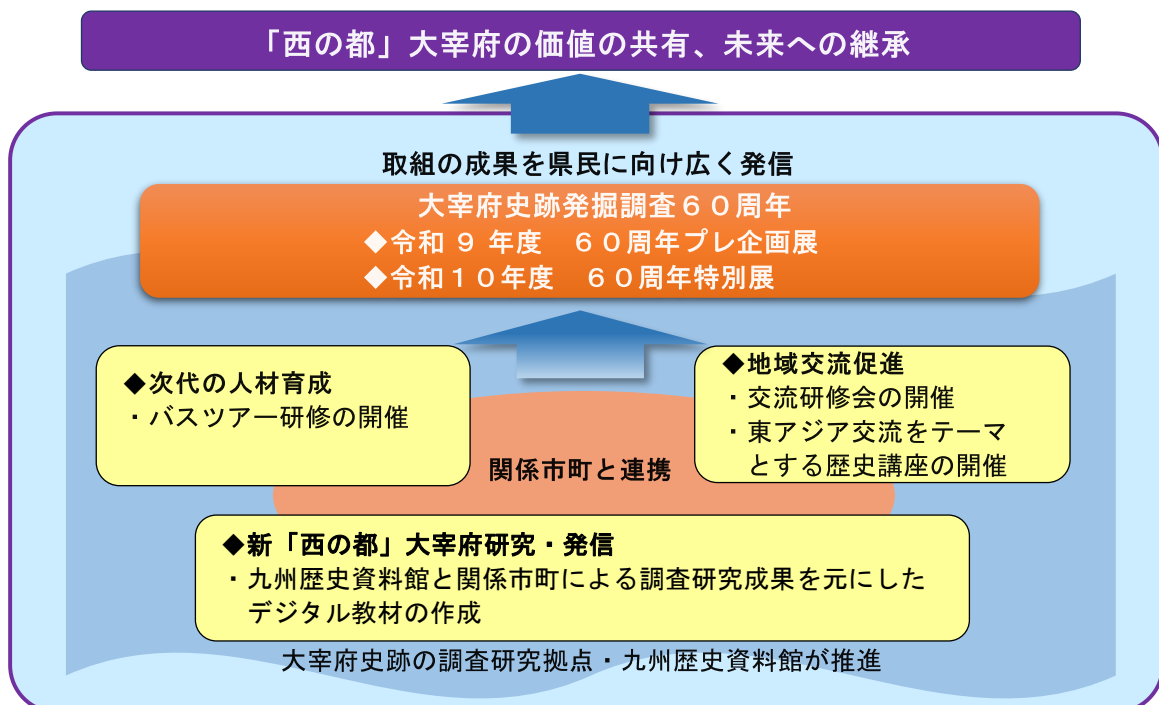 「西の都」大宰府の価値の共有、未来への継承
取組の成果を県民に向け広く発信
大宰府史跡発掘調査６０周年
◆令和 ９ 年度　６０周年プレ企画展
◆令和１０年度　６０周年特別展
◆次代の人材育成
・バスツアー研修の開催
◆地域交流促進
・交流研修会の開催
・東アジア交流をテーマ
とする歴史講座の開催
関係市町と連携
◆新「西の都」大宰府研究・発信
・九州歴史資料館と関係市町による調査研究成果を元にした
デジタル教材の作成
大宰府史跡の調査研究拠点・九州歴史資料館が推進